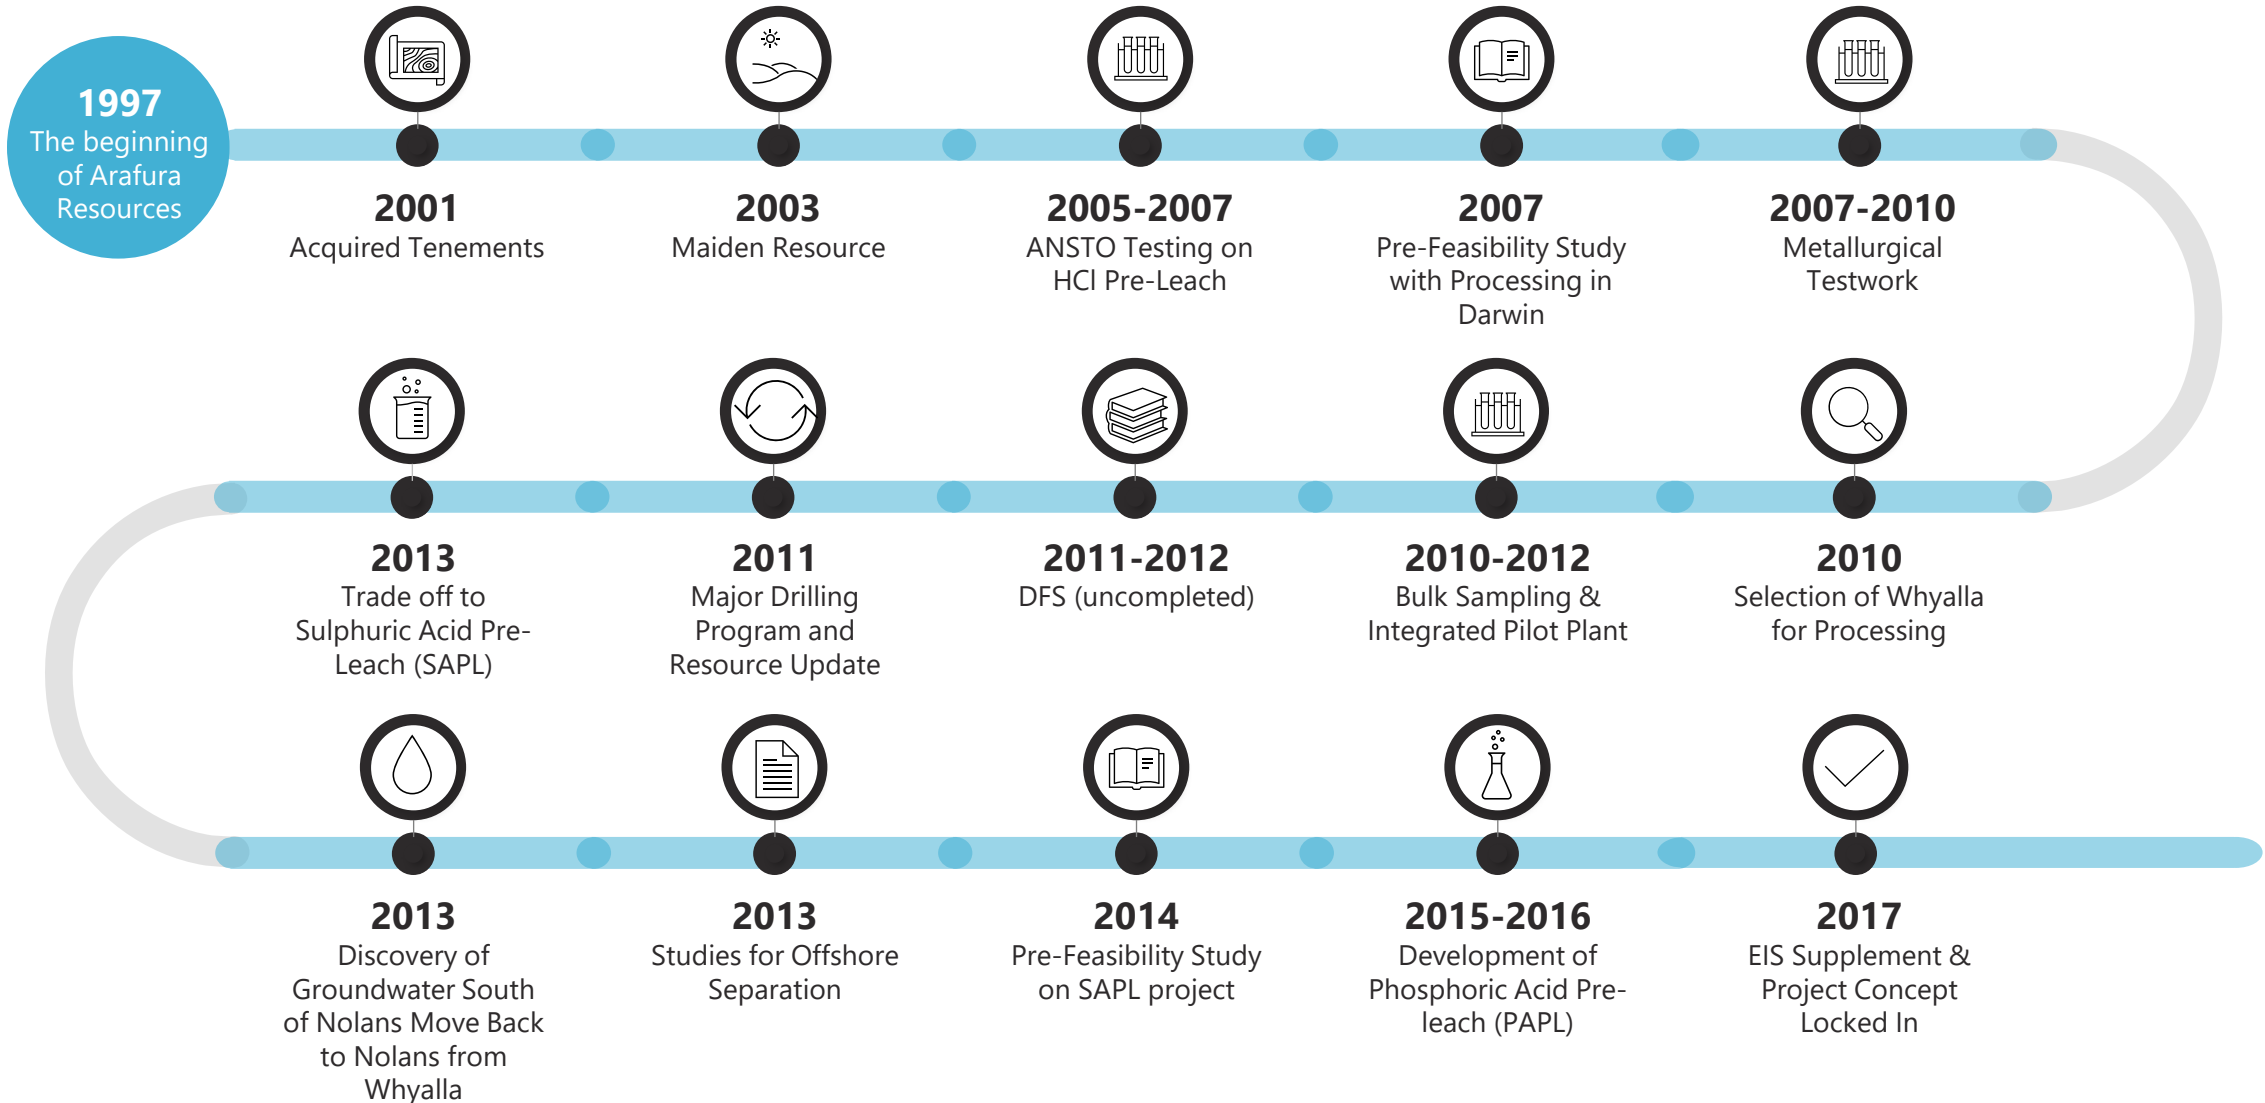 1997
The beginning
of Arafura
Resources
2001
Acquired Tenements
2003
Maiden Resource
2005-2007
ANSTO Testing on
HCl Pre-Leach
2007
Pre-Feasibility Study
with Processing in
Darwin
2007-2010
Metallurgical
Testwork
2013
Trade off to
Sulphuric Acid Pre-
Leach (SAPL)
2011
Major Drilling
Program and
Resource Update
2011-2012
DFS (uncompleted)
2010-2012
Bulk Sampling &
Integrated Pilot Plant
2010
Selection of Whyalla
for Processing
2013
Discovery of
Groundwater South
of Nolans Move Back
to Nolans from
Whyalla
2013
Studies for Offshore
Separation
2014
Pre-Feasibility Study
on SAPL project
2015-2016
Development of
Phosphoric Acid Pre-
leach (PAPL)
2017
EIS Supplement &
Project Concept
Locked In